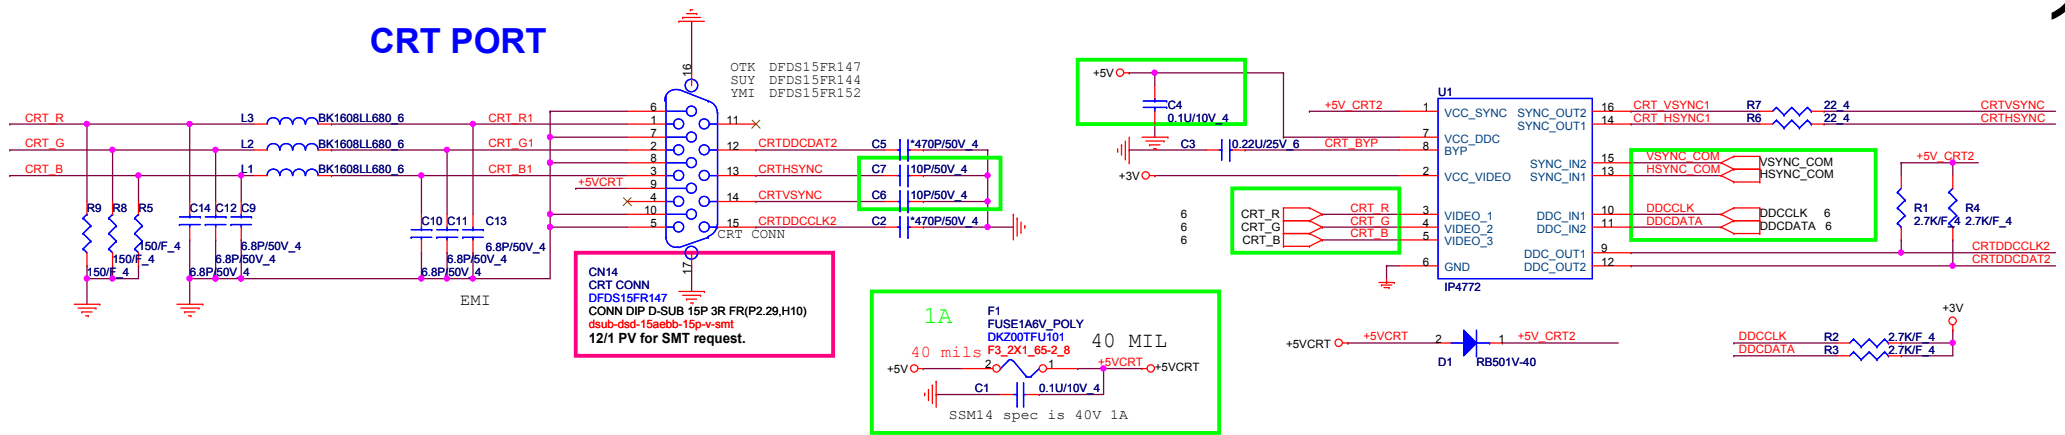 CRT PORT
OTK DFDS15FR147
SUY DFDS15FR144
YMI DFDS15FR152
16
CRT_R
L3
BK1608LL680_6
CRT_R1
CRT_G
L2
BK1608LL680_6
CRT_G1
CRT_B
L1
BK1608LL680_6
CRT_B1
+5VCRT
6
1
7
2
8
3
9
4
10
5
11
12
13
14
15
17
CRT CONN
CRTDDCDAT2
C5
*470P/50V_4
CRTHSYNC
C7
10P/50V_4
CRTVSYNC
C6
10P/50V_4
CRTDDCCLK2
C2
*470P/50V_4
R9
R8
R5
150/F_4
150/F_4
150/F_4
C14
C12
C9
6.8P/50V_4
6.8P/50V_4
6.8P/50V_4
C10
C11
C13
6.8P/50V_4
6.8P/50V_4
6.8P/50V_4
EMI
CN14
CRT CONN
DFDS15FR147
CONN DIP D-SUB 15P 3R FR(P2.29,H10)
dsub-dsd-15aebb-15p-v-smt
12/1 PV for SMT request.
1A
F1
FUSE1A6V_POLY
DKZ00TFU101
F3_2X1_65-2_8
40 mils
40 MIL
+5V
2
1
+5VCRT
+5VCRT
C1
0.1U/10V_4
SSM14 spec is 40V 1A
+5V
C4
0.1U/10V_4
C3
0.22U/25V_6
CRT_BYP
+3V
+5V_CRT2
6
CRT_R
CRT_R
6
CRT_G
CRT_G
6
CRT_B
CRT_B
U1
1
VCC_SYNC
7
VCC_DDC
8
BYP
2
VCC_VIDEO
3
VIDEO_1
4
VIDEO_2
5
VIDEO_3
6
GND
SYNC_OUT2
16
SYNC_OUT1
14
SYNC_IN2
15
SYNC_IN1
13
DDC_IN1
10
DDC_IN2
11
DDC_OUT1
9
DDC_OUT2
12
IP4772
CRT_VSYNC1
R7
22_4
CRTVSYNC
CRT_HSYNC1
R6
22_4
CRTHSYNC
VSYNC_COM
VSYNC_COM
HSYNC_COM
HSYNC_COM
DDCCLK
DDCCLK 6
DDCDATA
DDCDATA 6
+5V_CRT2
R1
2.7K/F_4
R4
2.7K/F_4
CRTDDCCLK2
CRTDDCDAT2
+5VCRT
+5VCRT
2
1
+5V_CRT2
D1
RB501V-40
+3V
DDCCLK
R2
2.7K/F_4
DDCDATA
R3
2.7K/F_4